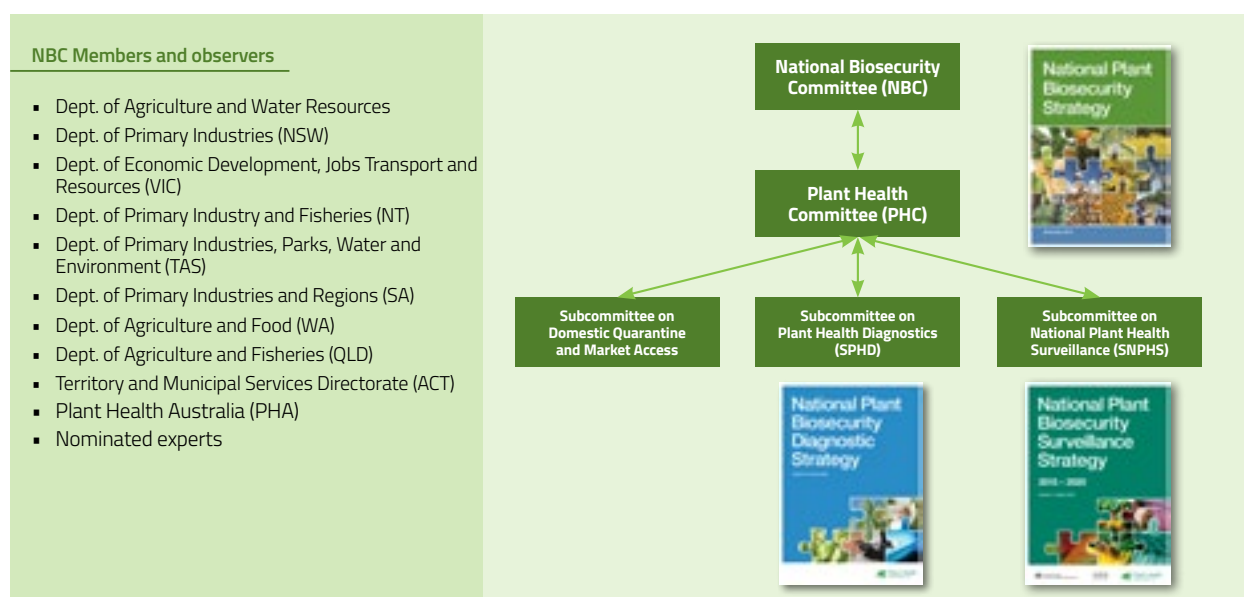 NBC Members and observers
▪ Dept. of Agriculture and Water Resources
▪ Dept. of Primary Industries (NSW)
▪ Dept. of Economic Development, Jobs Transport and
Resources (VIC)
▪ Dept. of Primary Industry and Fisheries (NT)
▪ Dept. of Primary Industries, Parks, Water and
Environment (TAS)
▪ Dept. of Primary Industries and Regions (SA)
▪ Dept. of Agriculture and Food (WA)
▪ Dept. of Agriculture and Fisheries (QLD)
▪ Territory and Municipal Services Directorate (ACT)
▪ Plant Health Australia (PHA)
▪ Nominated experts
National Biosecurity
Committee (NBC)
Plant Health
Committee (PHC)
National Plant
Biosecurity
Strategy
Subcommittee on
Domestic Quarantine
and Market Access
Subcommittee on
Plant Health Diagnostics
(SPHD)
Subcommittee on
National Plant Health
Surveillance (SNPHS)
National Plant
Biosecurity
Diagnostic
Strategy
National Plant
Biosecurity
Surveillance
Strategy